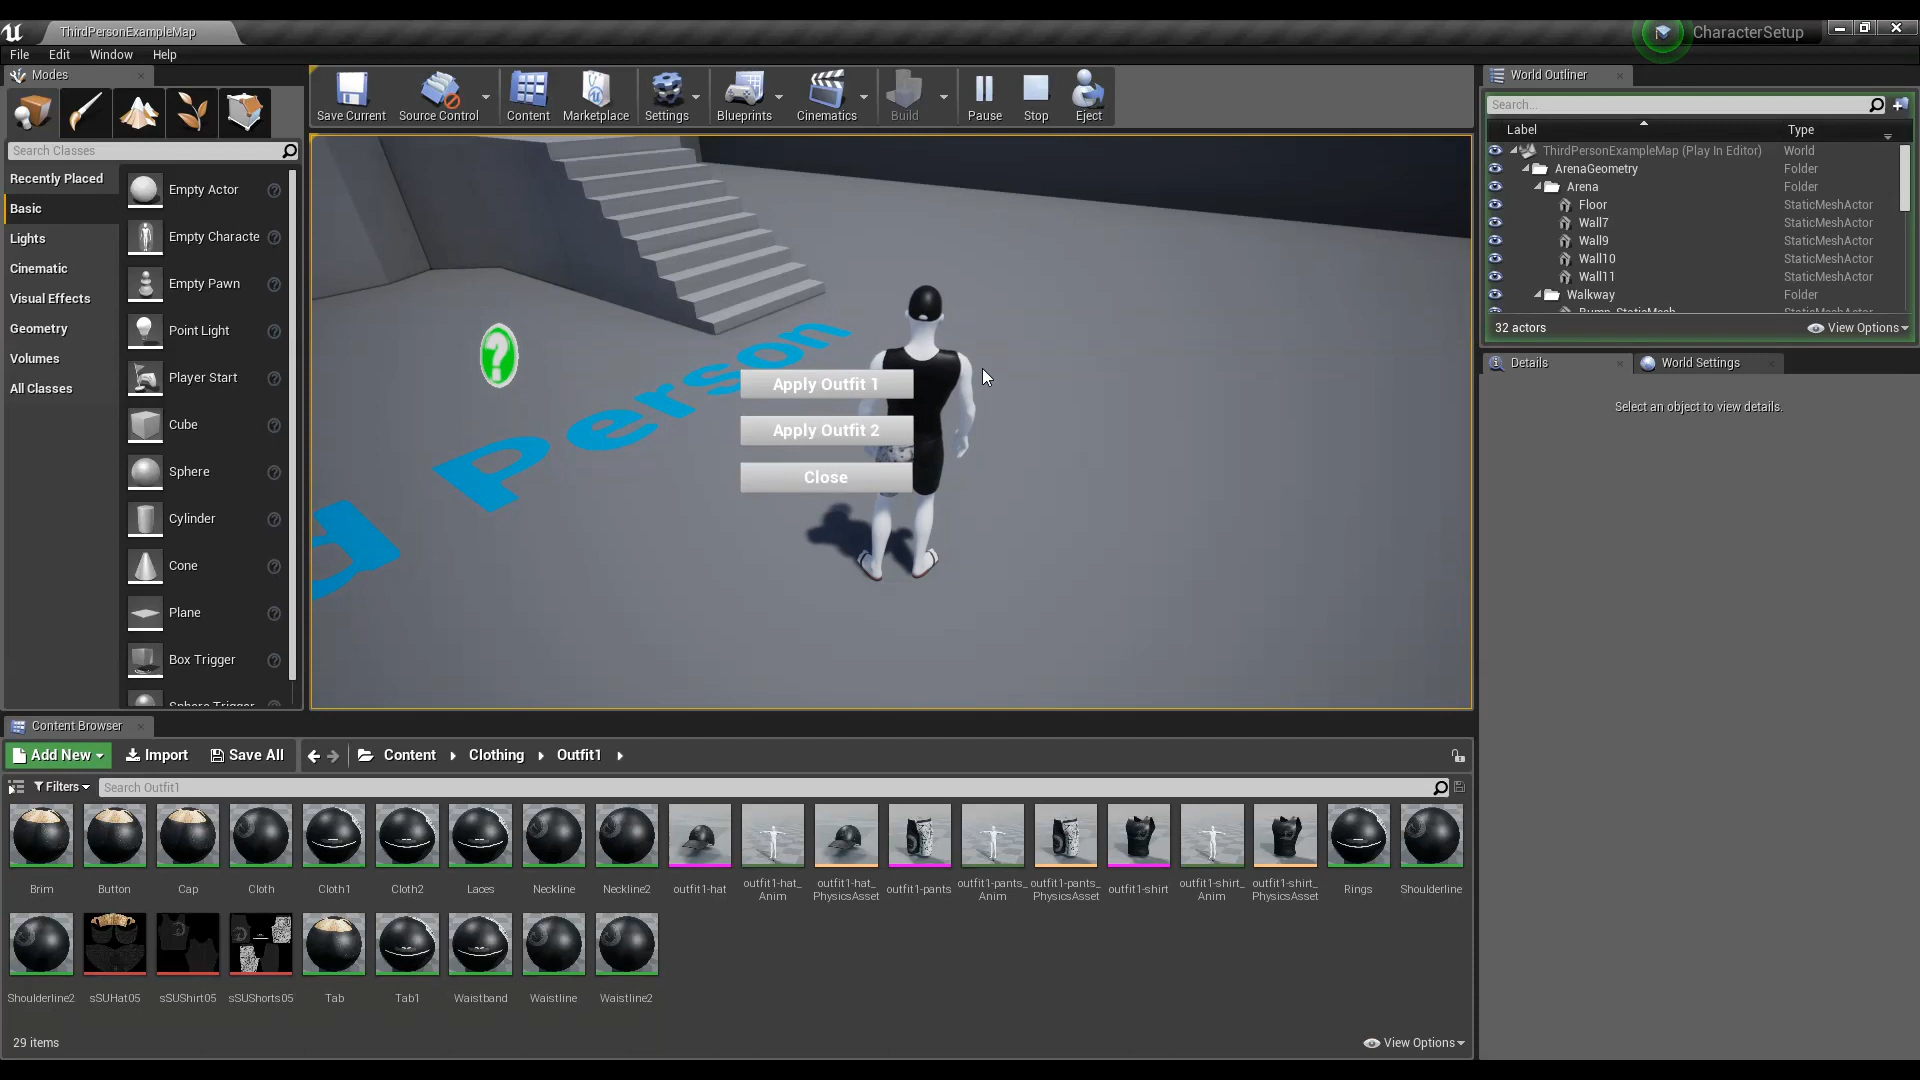 ThirdPersonExampleMap
CharacterSetup
File Edit Window Help
Modes
Search Classes
Recently Placed
Basic
Lights
Cinematic
Visual Effects
Geometry
Volumes
All Classes
Empty Actor
Empty Characte
Empty Pawn
Point Light
Player Start
Cube
Sphere
Cylinder
Cone
Plane
Box Trigger
Sphere Trigger
Save Current
Source Control
Content
Marketplace
Settings
Blueprints
Cinematics
Build
Pause
Stop
Eject
d Person
Apply Outfit 1
Apply Outfit 2
Close
World Outliner
Search...
Label Type
ThirdPersonExampleMap (Play In Editor) World
ArenaGeometry Folder
Arena Folder
Floor StaticMeshActor
Wall7 StaticMeshActor
Wall9 StaticMeshActor
Wall10 StaticMeshActor
Wall11 StaticMeshActor
Walkway Folder
Bump_StaticMesh StaticMeshActor
32 actors
View Options
Details
World Settings
Select an object to view details.
Content Browser
Add New Import Save All Content Clothing Outfit1
Filters
Search Outfit1
Brim
Button
Cap
Cloth
Cloth1
Cloth2
Laces
Neckline
Neckline2
outfit1-hat
outfit1-hat_
Anim
outfit1-hat_
PhysicsAsset
outfit1-pants
outfit1-pants_
Anim
outfit1-pants_
PhysicsAsset
outfit1-shirt
outfit1-shirt_
Anim
outfit1-shirt_
PhysicsAsset
Rings
Shoulderline
Shoulderline2
sSUHat05
sSUShirt05
sSUShorts05
Tab
Tab1
Waistband
Waistline
Waistline2
29 items
View Options